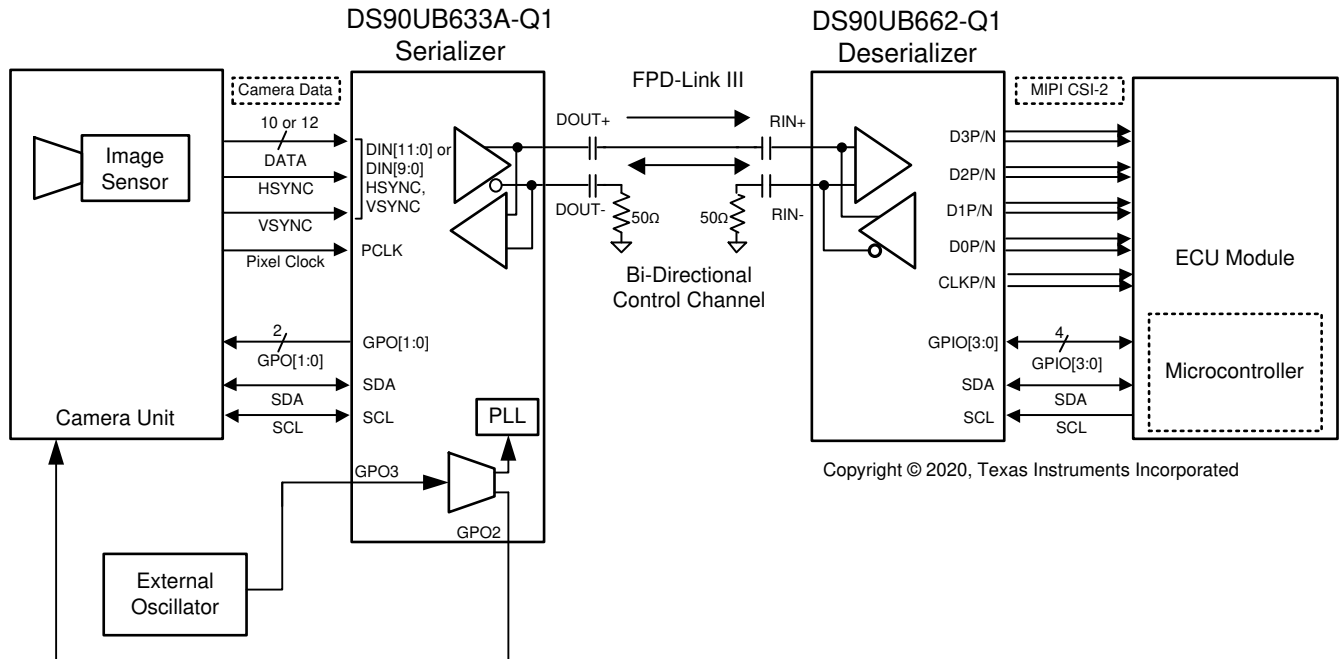 DS90UB633A-Q1
Serializer
DS90UB662-Q1
Deserializer
Camera Data
FPD-Link III
MIPI CSI-2
Image
Sensor
10 or 12
DATA
HSYNC
VSYNC
Pixel Clock
DIN[11:0] or
DIN[9:0]
HSYNC,
VSYNC
PCLK
DOUT+
DOUT-
50Ω
50Ω
RIN+
RIN-
Bi-Directional
Control Channel
D3P/N
D2P/N
D1P/N
D0P/N
CLKP/N
ECU Module
2
GPO[1:0]
GPO[1:0]
SDA
SDA
SCL
SCL
Camera Unit
PLL
GPIO[3:0]
4
GPIO[3:0]
SDA
SDA
SCL
SCL
Microcontroller
Copyright © 2020, Texas Instruments Incorporated
GPO3
GPO2
External
Oscillator